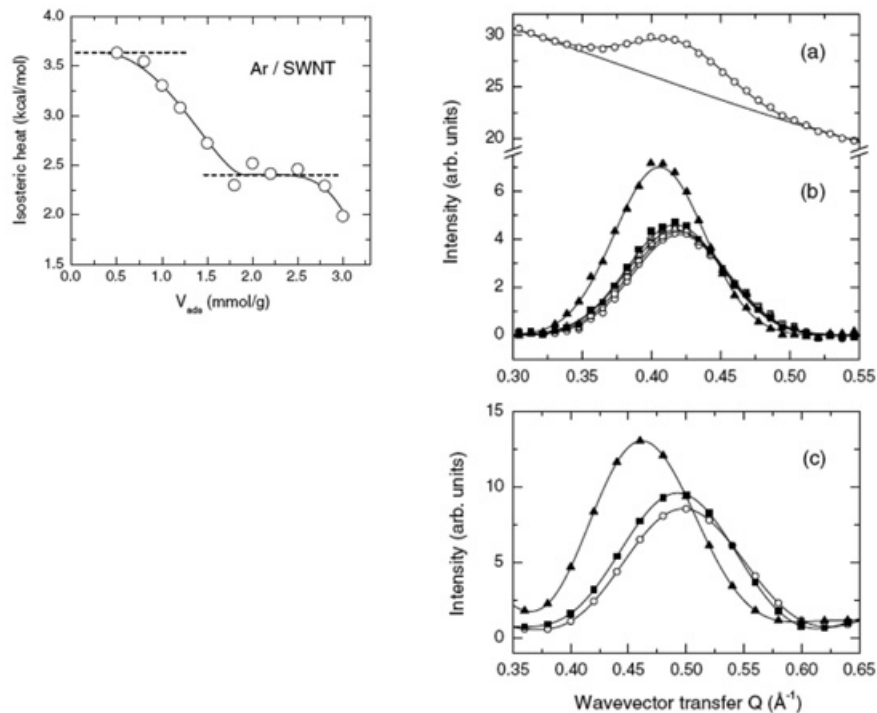 4.0
3.5
3.0
2.5
2.0
1.5
Isosteric heat (kcal/mol)
Ar / SWNT
0.0 0.5 1.0 1.5 2.0 2.5 3.0
V_ads (mmol/g)
30
25
20
6
4
2
0
Intensity (arb. units)
(a)
(b)
0.30 0.35 0.40 0.45 0.50 0.55
15
10
5
0
Intensity (arb. units)
(c)
0.35 0.40 0.45 0.50 0.55 0.60 0.65
Wavevector transfer Q (Å⁻¹)